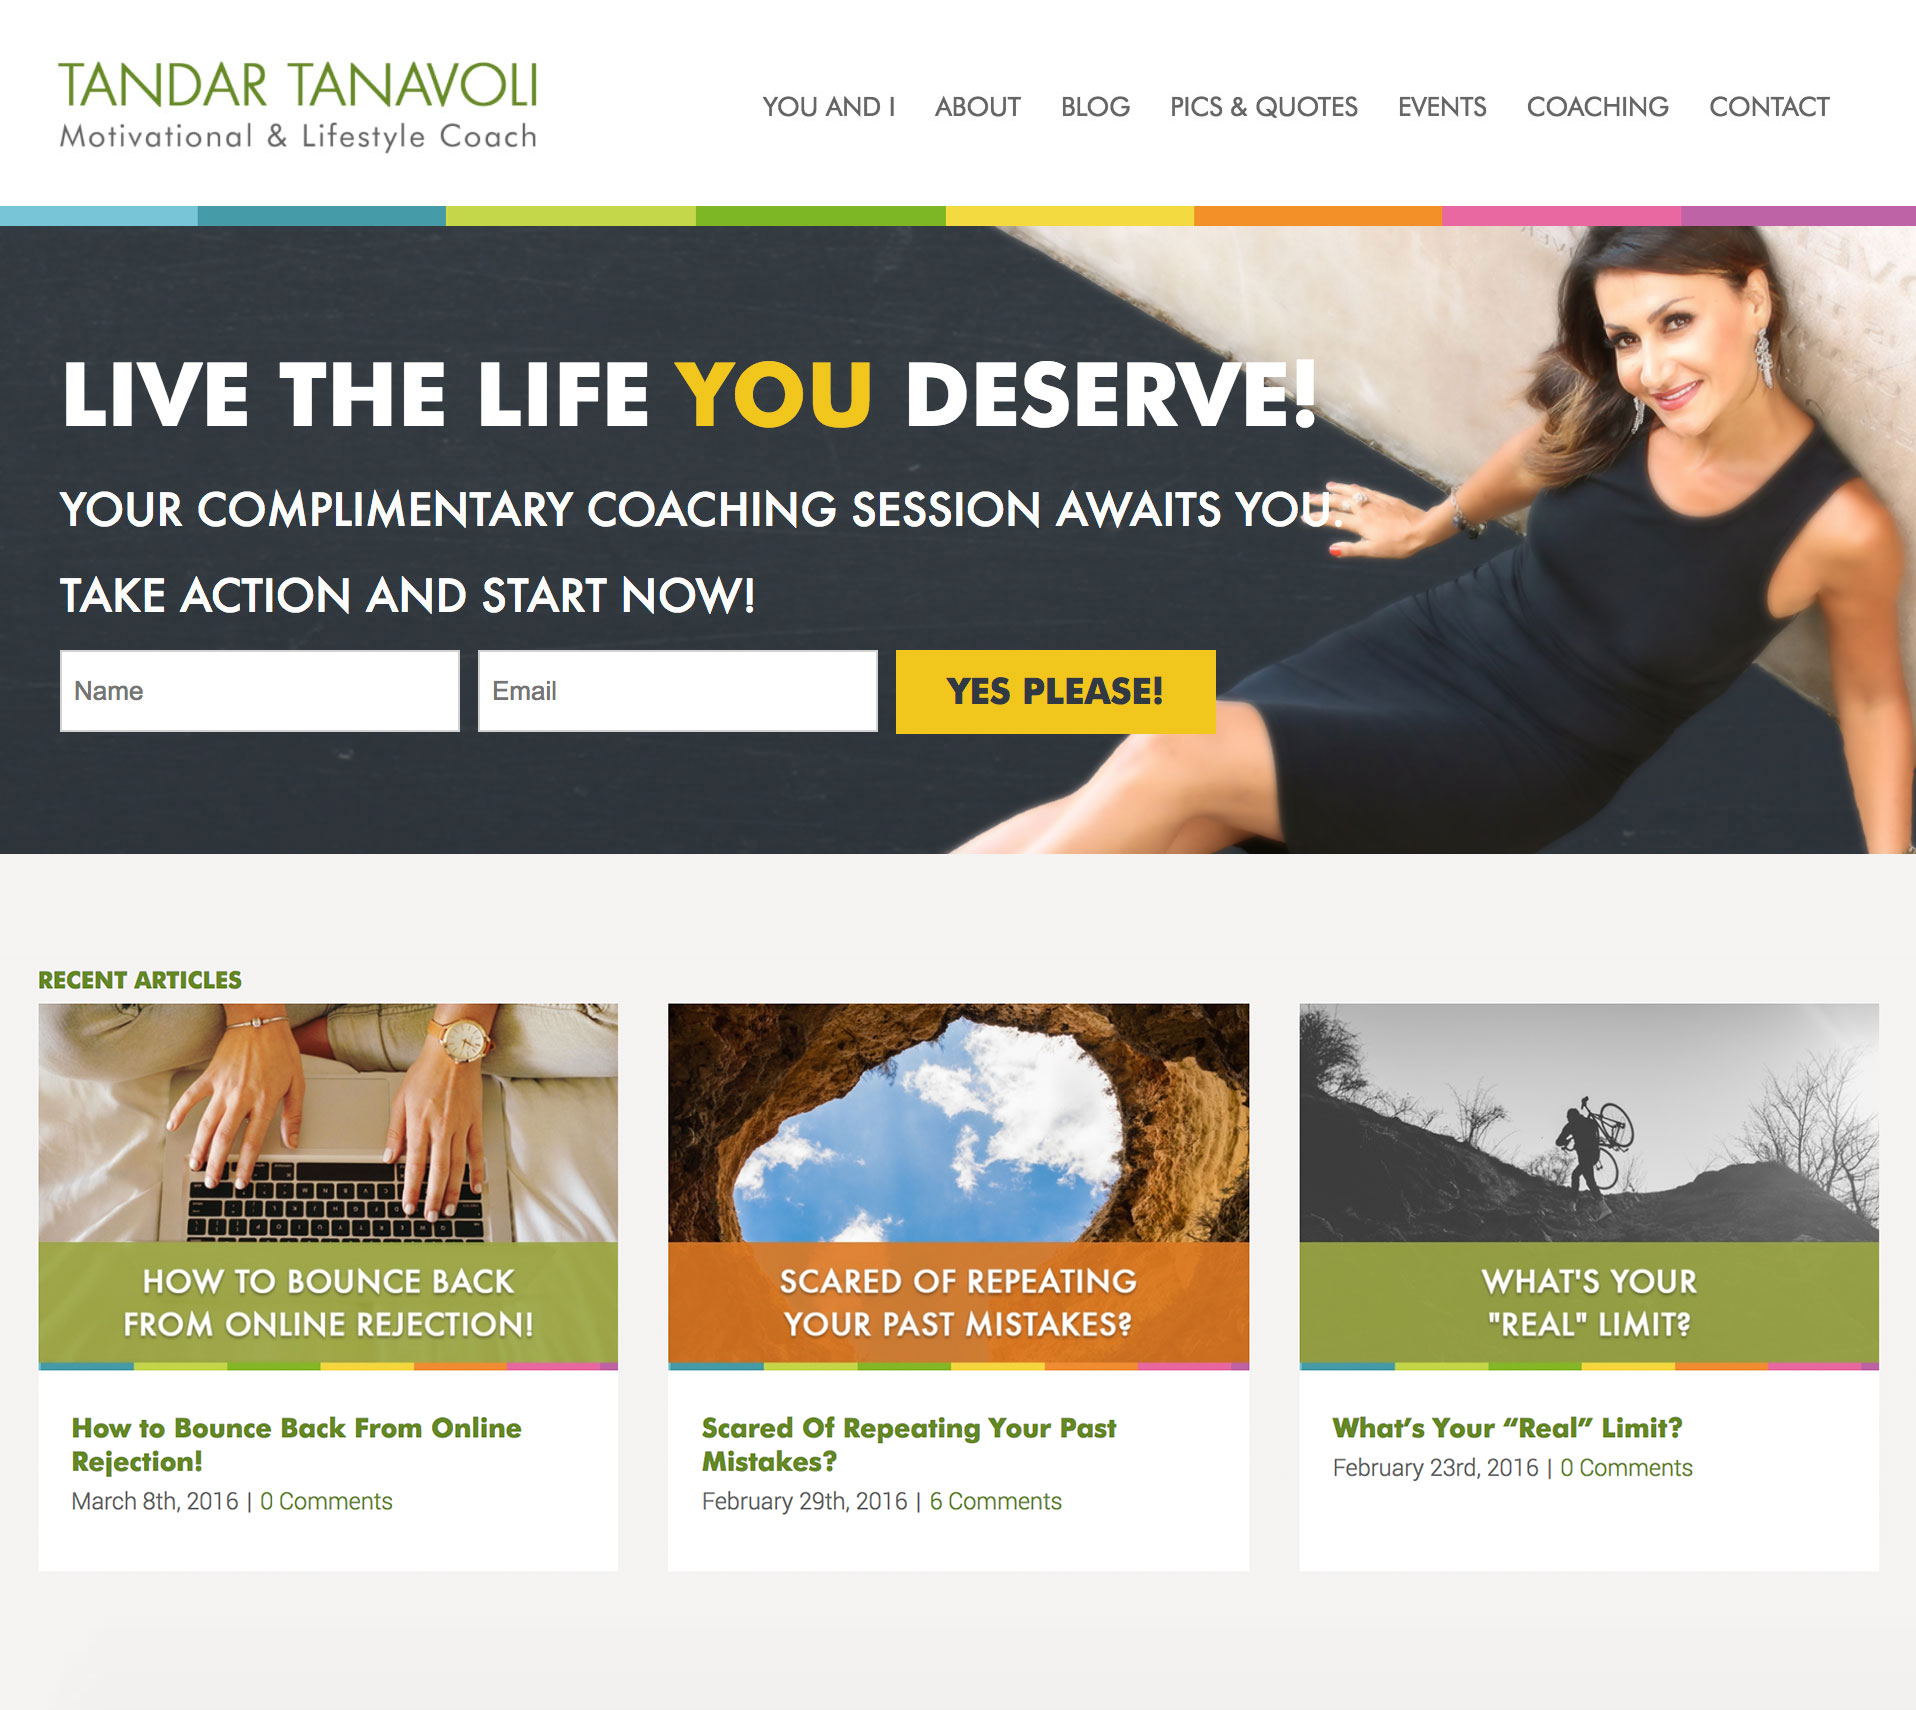 TANDAR TANAVOLI
Motivational & Lifestyle Coach
YOU AND I ABOUT BLOG PICS & QUOTES EVENTS COACHING CONTACT
LIVE THE LIFE YOU DESERVE!
YOUR COMPLIMENTARY COACHING SESSION AWAITS YOU.
TAKE ACTION AND START NOW!
Name
Email
YES PLEASE!
RECENT ARTICLES
HOW TO BOUNCE BACK
FROM ONLINE REJECTION!
How to Bounce Back From Online
Rejection!
March 8th, 2016 | 0 Comments
SCARED OF REPEATING
YOUR PAST MISTAKES?
Scared Of Repeating Your Past
Mistakes?
February 29th, 2016 | 6 Comments
WHAT'S YOUR
"REAL" LIMIT?
What’s Your “Real” Limit?
February 23rd, 2016 | 0 Comments